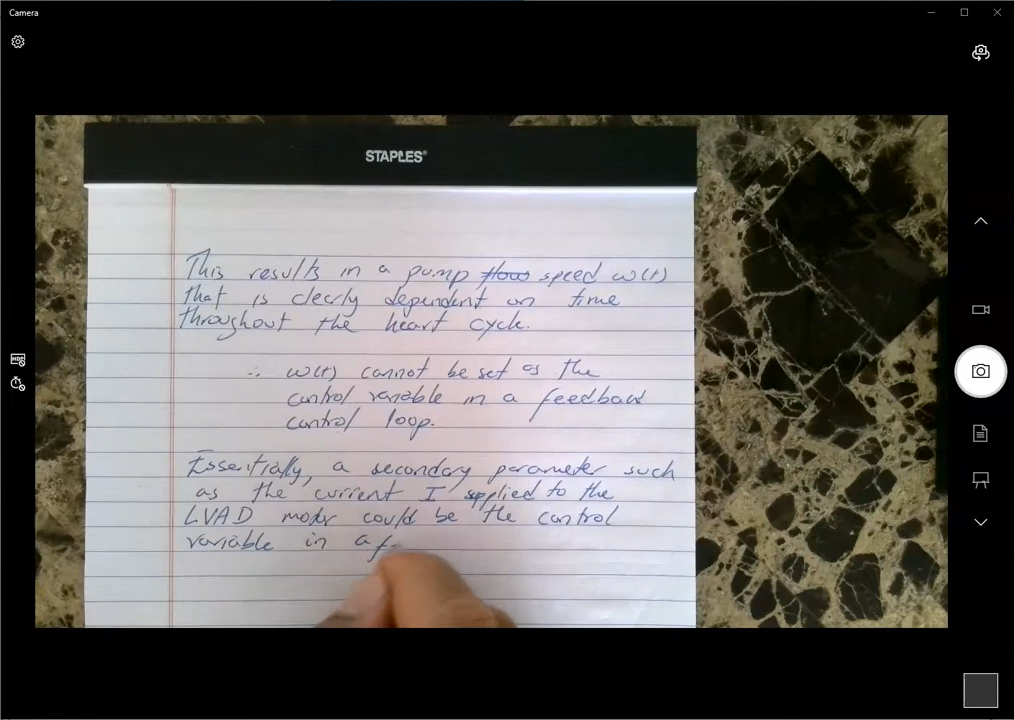 Camera
STAPLES®
This results in a pump flow speed ω(t)
that is clearly dependent on time
throughout the heart cycle.
∴ ω(t) cannot be set as the
control variable in a feedback
control loop.
Essentially, a secondary parameter such
as the current I supplied to the
LVAD motor could be the control
variable in a f